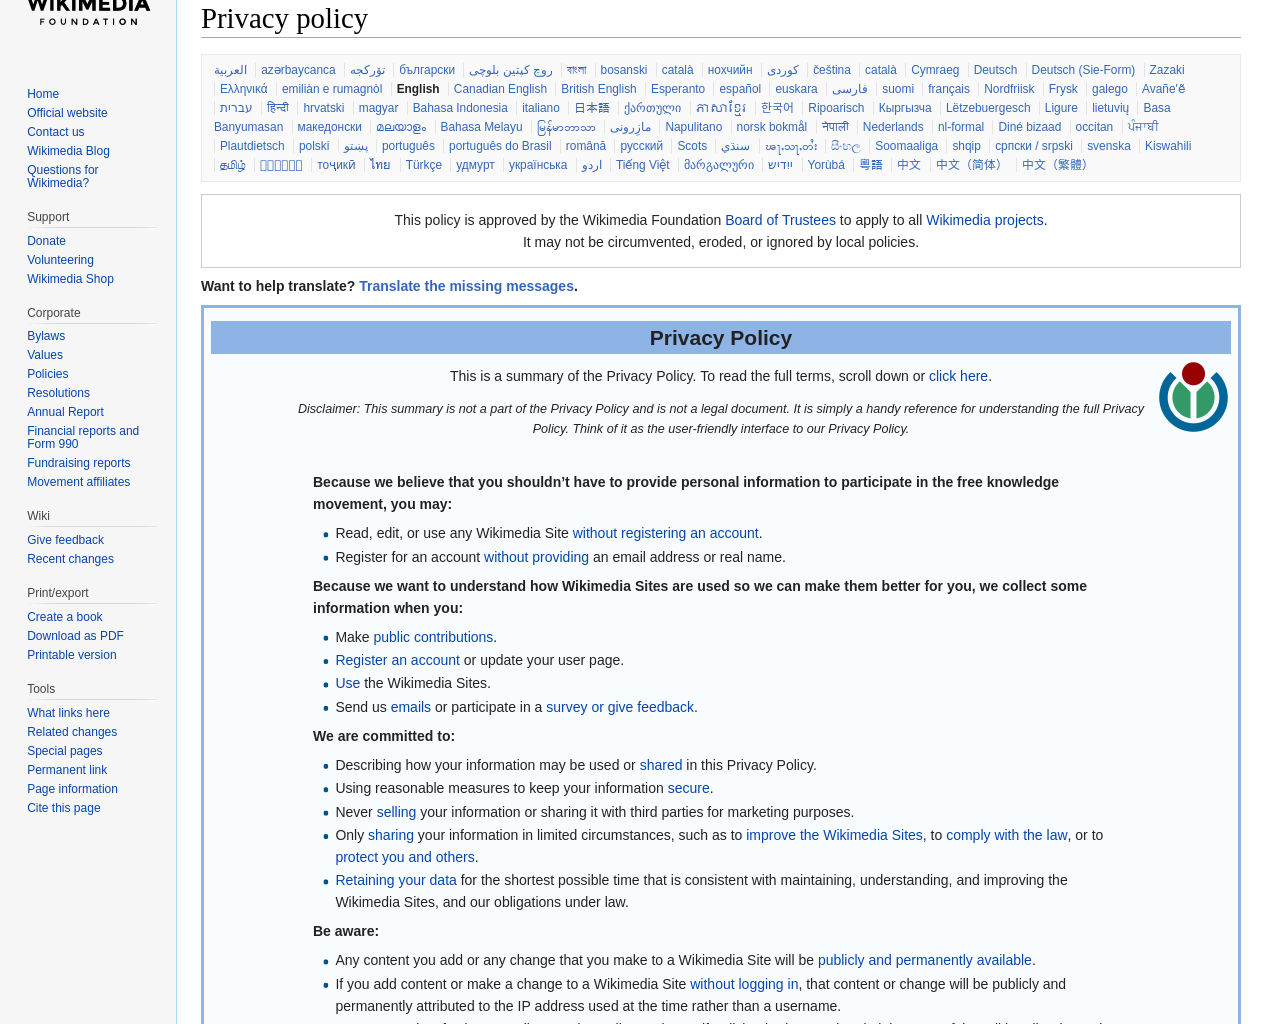 WIKIMEDIA
FOUNDATION
Home
Official website
Contact us
Wikimedia Blog
Questions for
Wikimedia?
Support
Donate
Volunteering
Wikimedia Shop
Corporate
Bylaws
Values
Policies
Resolutions
Annual Report
Financial reports and
Form 990
Fundraising reports
Movement affiliates
Wiki
Give feedback
Recent changes
Print/export
Create a book
Download as PDF
Printable version
Tools
What links here
Related changes
Special pages
Permanent link
Page information
Cite this page
Privacy policy
العربية azərbaycanca تۆرکجه български روچ کپتین بلوچی বাংলা bosanski català нохчийн کوردی čeština català Cymraeg Deutsch Deutsch (Sie-Form) Zazaki
Ελληνικά emiliàn e rumagnòl English Canadian English British English Esperanto español euskara فارسی suomi français Nordfriisk Frysk galego Avañe'ẽ
עברית हिन्दी hrvatski magyar Bahasa Indonesia italiano 日本語 ქართული ភាសាខ្មែរ 한국어 Ripoarisch Кыргызча Lëtzebuergesch Ligure lietuvių Basa
Banyumasan македонски മലയാളം Bahasa Melayu မြန်မာဘာသာ مازِرونی Napulitano norsk bokmål नेपाली Nederlands nl-formal Diné bizaad occitan ਪੰਜਾਬੀ
Plautdietsch polski پښتو português português do Brasil română русский Scots سنڌي ၽႃႇသႃႇတႆး සිංහල Soomaaliga shqip српски / srpski svenska Kiswahili
தமிழ் тоҷикӣ ไทย Türkçe удмурт українська اردو Tiếng Việt მარგალური ייִדיש Yorùbá 粵語 中文 中文（简体） 中文（繁體）
This policy is approved by the Wikimedia Foundation Board of Trustees to apply to all Wikimedia projects.
It may not be circumvented, eroded, or ignored by local policies.
Want to help translate? Translate the missing messages.
Privacy Policy
This is a summary of the Privacy Policy. To read the full terms, scroll down or click here.
Disclaimer: This summary is not a part of the Privacy Policy and is not a legal document. It is simply a handy reference for understanding the full Privacy
Policy. Think of it as the user-friendly interface to our Privacy Policy.
Because we believe that you shouldn’t have to provide personal information to participate in the free knowledge
movement, you may:
Read, edit, or use any Wikimedia Site without registering an account.
Register for an account without providing an email address or real name.
Because we want to understand how Wikimedia Sites are used so we can make them better for you, we collect some
information when you:
Make public contributions.
Register an account or update your user page.
Use the Wikimedia Sites.
Send us emails or participate in a survey or give feedback.
We are committed to:
Describing how your information may be used or shared in this Privacy Policy.
Using reasonable measures to keep your information secure.
Never selling your information or sharing it with third parties for marketing purposes.
Only sharing your information in limited circumstances, such as to improve the Wikimedia Sites, to comply with the law, or to
protect you and others.
Retaining your data for the shortest possible time that is consistent with maintaining, understanding, and improving the
Wikimedia Sites, and our obligations under law.
Be aware:
Any content you add or any change that you make to a Wikimedia Site will be publicly and permanently available.
If you add content or make a change to a Wikimedia Site without logging in, that content or change will be publicly and
permanently attributed to the IP address used at the time rather than a username.